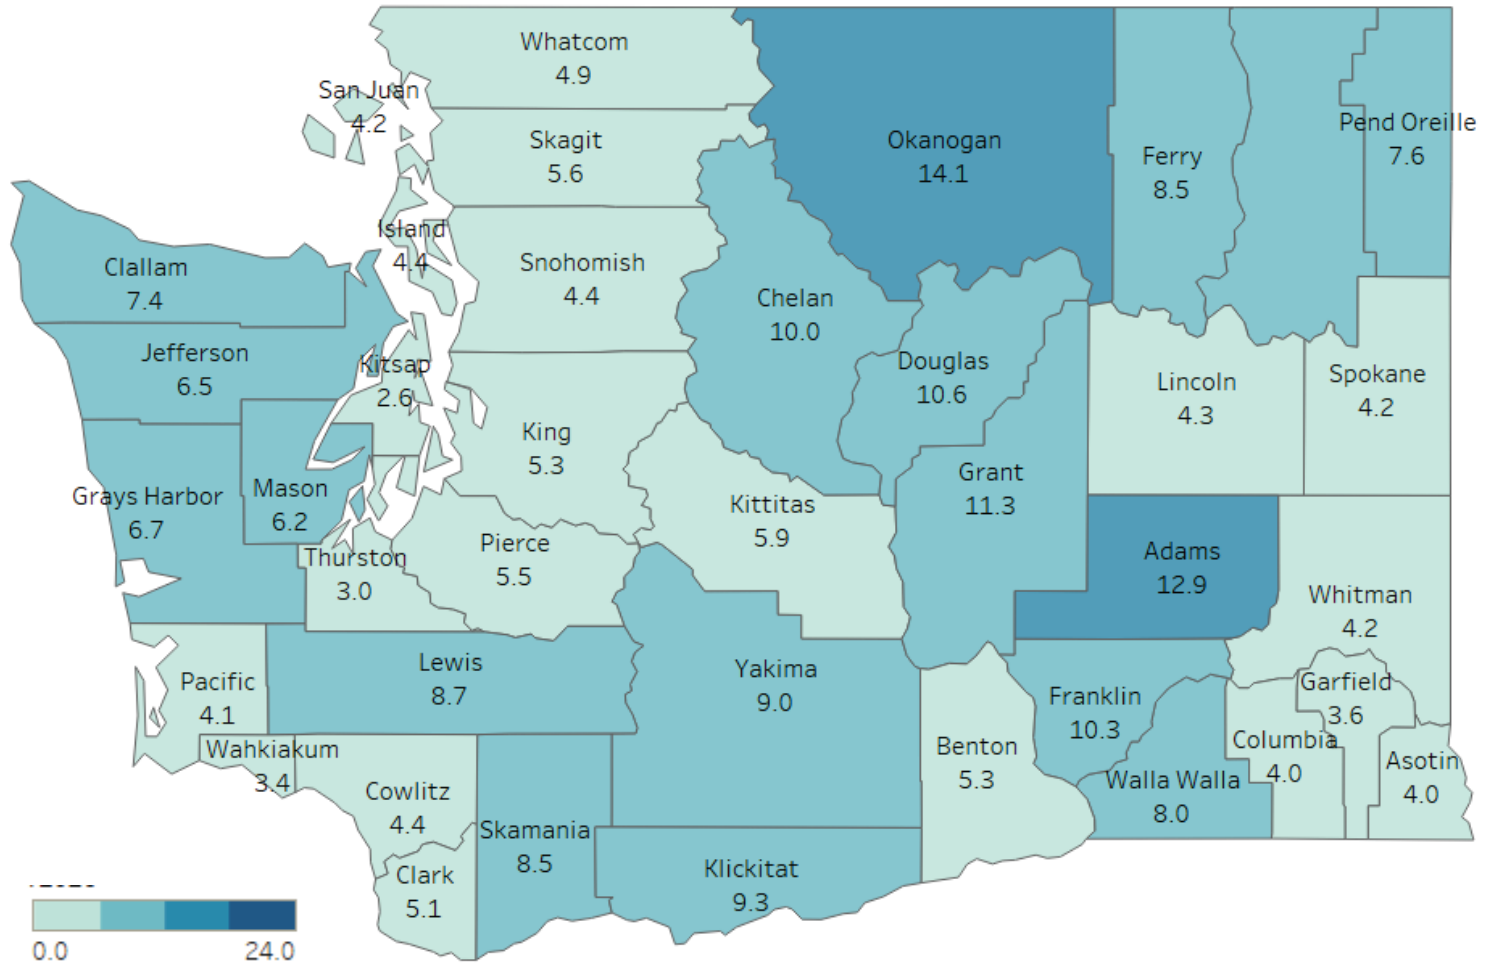 Whatcom
4.9
San Juan
4.2
Skagit
5.6
Okanogan
14.1
Ferry
8.5
Pend Oreille
7.6
Island
4.4
Snohomish
4.4
Clallam
7.4
Chelan
10.0
Jefferson
6.5
Kitsap
2.6
Douglas
10.6
Lincoln
4.3
Spokane
4.2
King
5.3
Grays Harbor
6.7
Mason
6.2
Kittitas
5.9
Grant
11.3
Thurston
3.0
Pierce
5.5
Adams
12.9
Whitman
4.2
Pacific
4.1
Lewis
8.7
Yakima
9.0
Franklin
10.3
Garfield
3.6
Wahkiakum
3.4
Benton
5.3
Columbia
4.0
Asotin
4.0
Cowlitz
4.4
Walla Walla
8.0
Skamania
8.5
Clark
5.1
Klickitat
9.3
0.0
24.0